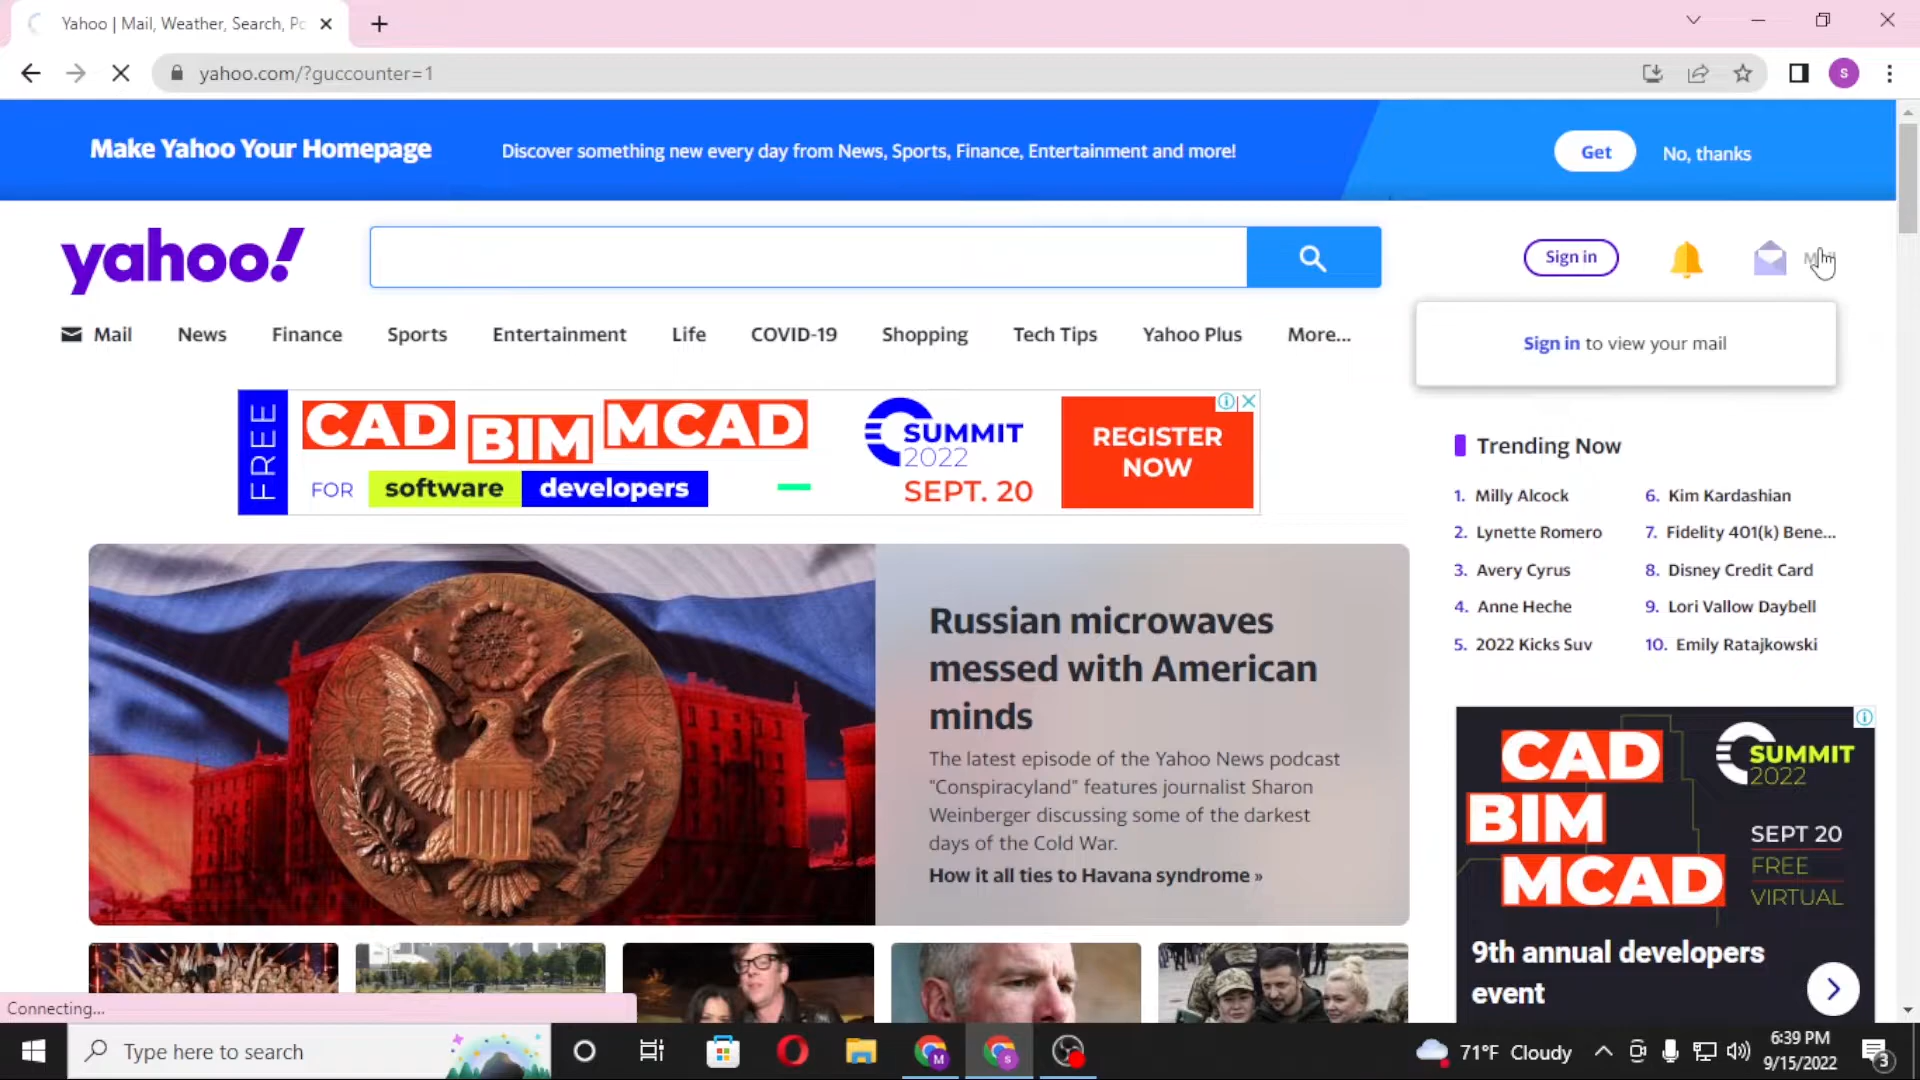 Yahoo | Mail, Weather, Search, Po
yahoo.com/?guccounter=1
S
Make Yahoo Your Homepage
Discover something new every day from News, Sports, Finance, Entertainment and more!
Get
No, thanks
yahoo!
Sign in
Mail
News
Finance
Sports
Entertainment
Life
COVID-19
Shopping
Tech Tips
Yahoo Plus
More...
Sign in to view your mail
FREE
CAD BIM MCAD
FOR software developers
SUMMIT
2022
SEPT. 20
REGISTER
NOW
Trending Now
1. Milly Alcock
2. Lynette Romero
3. Avery Cyrus
4. Anne Heche
5. 2022 Kicks Suv
6. Kim Kardashian
7. Fidelity 401(k) Bene...
8. Disney Credit Card
9. Lori Vallow Daybell
10. Emily Ratajkowski
Russian microwaves
messed with American
minds
The latest episode of the Yahoo News podcast
"Conspiracyland" features journalist Sharon
Weinberger discussing some of the darkest
days of the Cold War.
How it all ties to Havana syndrome »
CAD
BIM
MCAD
SUMMIT
2022
SEPT 20
FREE
VIRTUAL
9th annual developers
event
Connecting...
Type here to search
M
S
71°F Cloudy
6:39 PM
9/15/2022
3